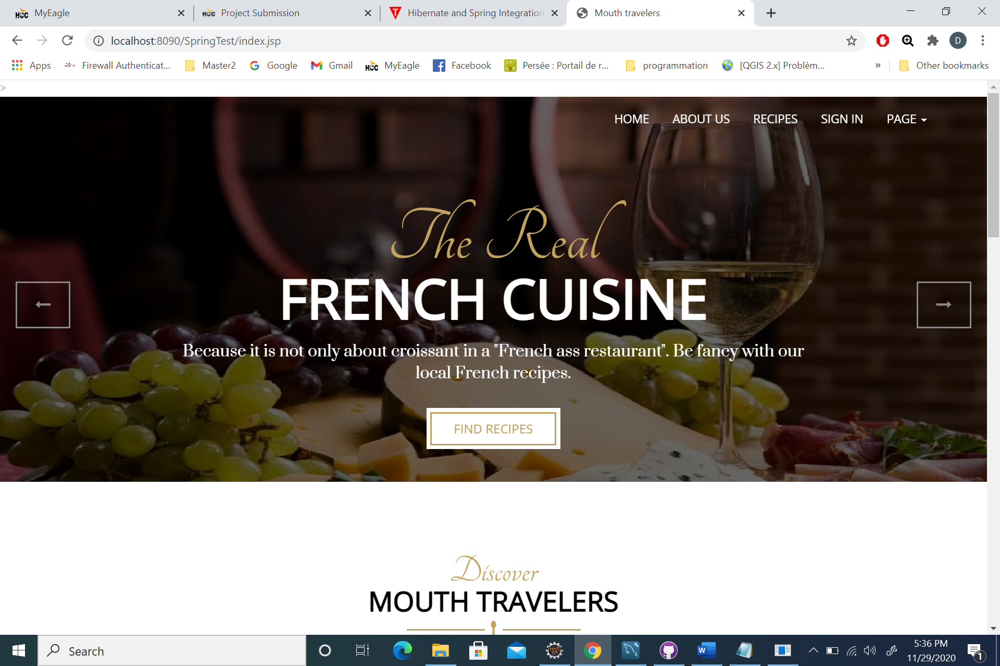 MyEagle
Project Submission
Hibernate and Spring Integration
Mouth travelers
localhost:8090/SpringTest/index.jsp
D
Apps
Firewall Authenticat...
Master2
Google
Gmail
MyEagle
Facebook
Persée : Portail de r...
programmation
[QGIS 2.x] Problèm...
»
Other bookmarks
>
HOME
ABOUT US
RECIPES
SIGN IN
PAGE
The Real
FRENCH CUISINE
Because it is not only about croissant in a "French ass restaurant". Be fancy with our
local French recipes.
FIND RECIPES
Discover
MOUTH TRAVELERS
Search
5:36 PM
11/29/2020
1